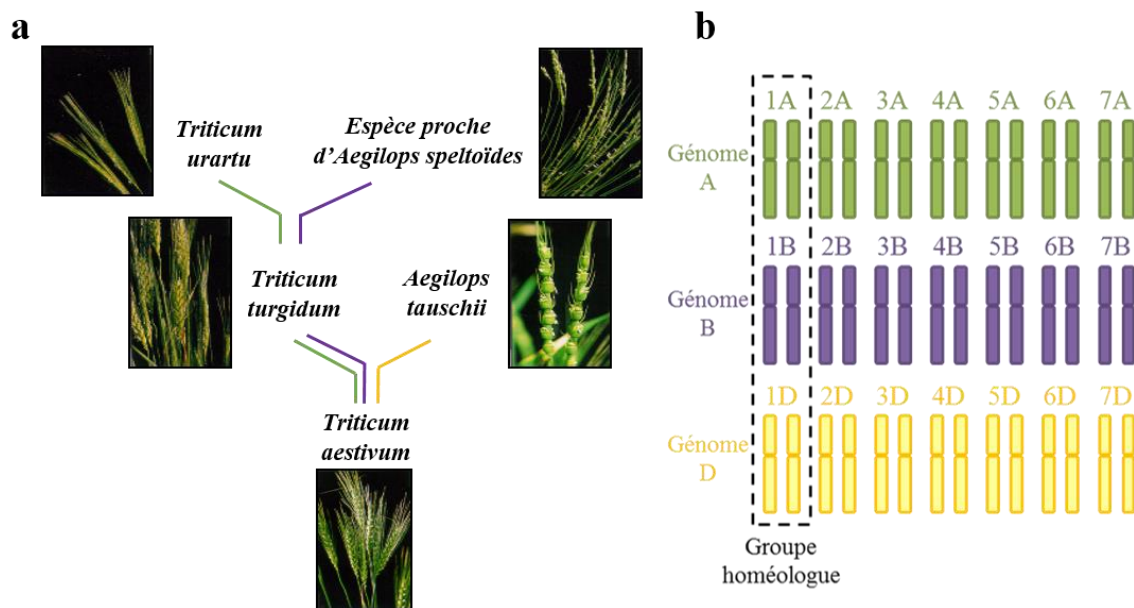 a
Triticum
urartu
Espèce proche
d'Aegilops speltoïdes
Triticum
turgidum
Aegilops
tauschii
Triticum
aestivum
b
1A 2A 3A 4A 5A 6A 7A
Génome
A
1B 2B 3B 4B 5B 6B 7B
Génome
B
1D 2D 3D 4D 5D 6D 7D
Génome
D
Groupe
homéologue